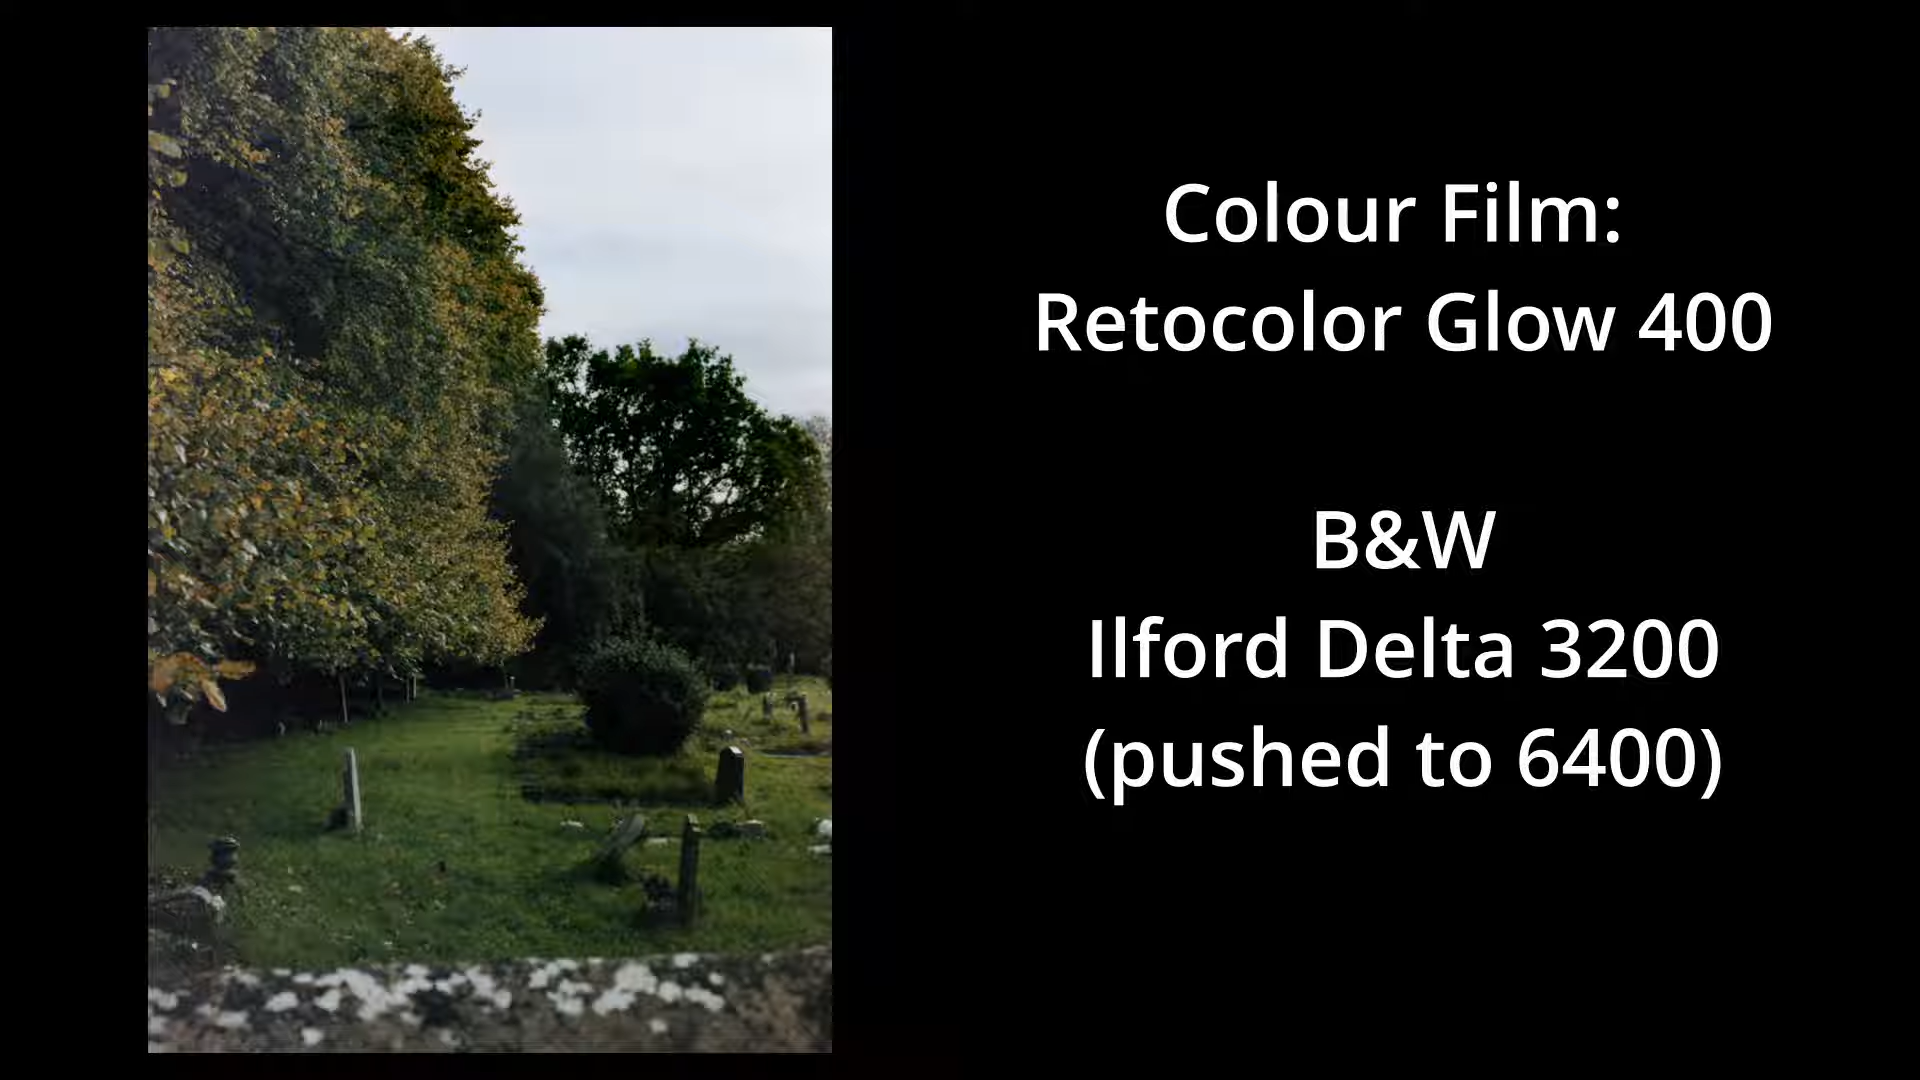 Colour Film:
Retocolor Glow 400
B&W
Ilford Delta 3200
(pushed to 6400)